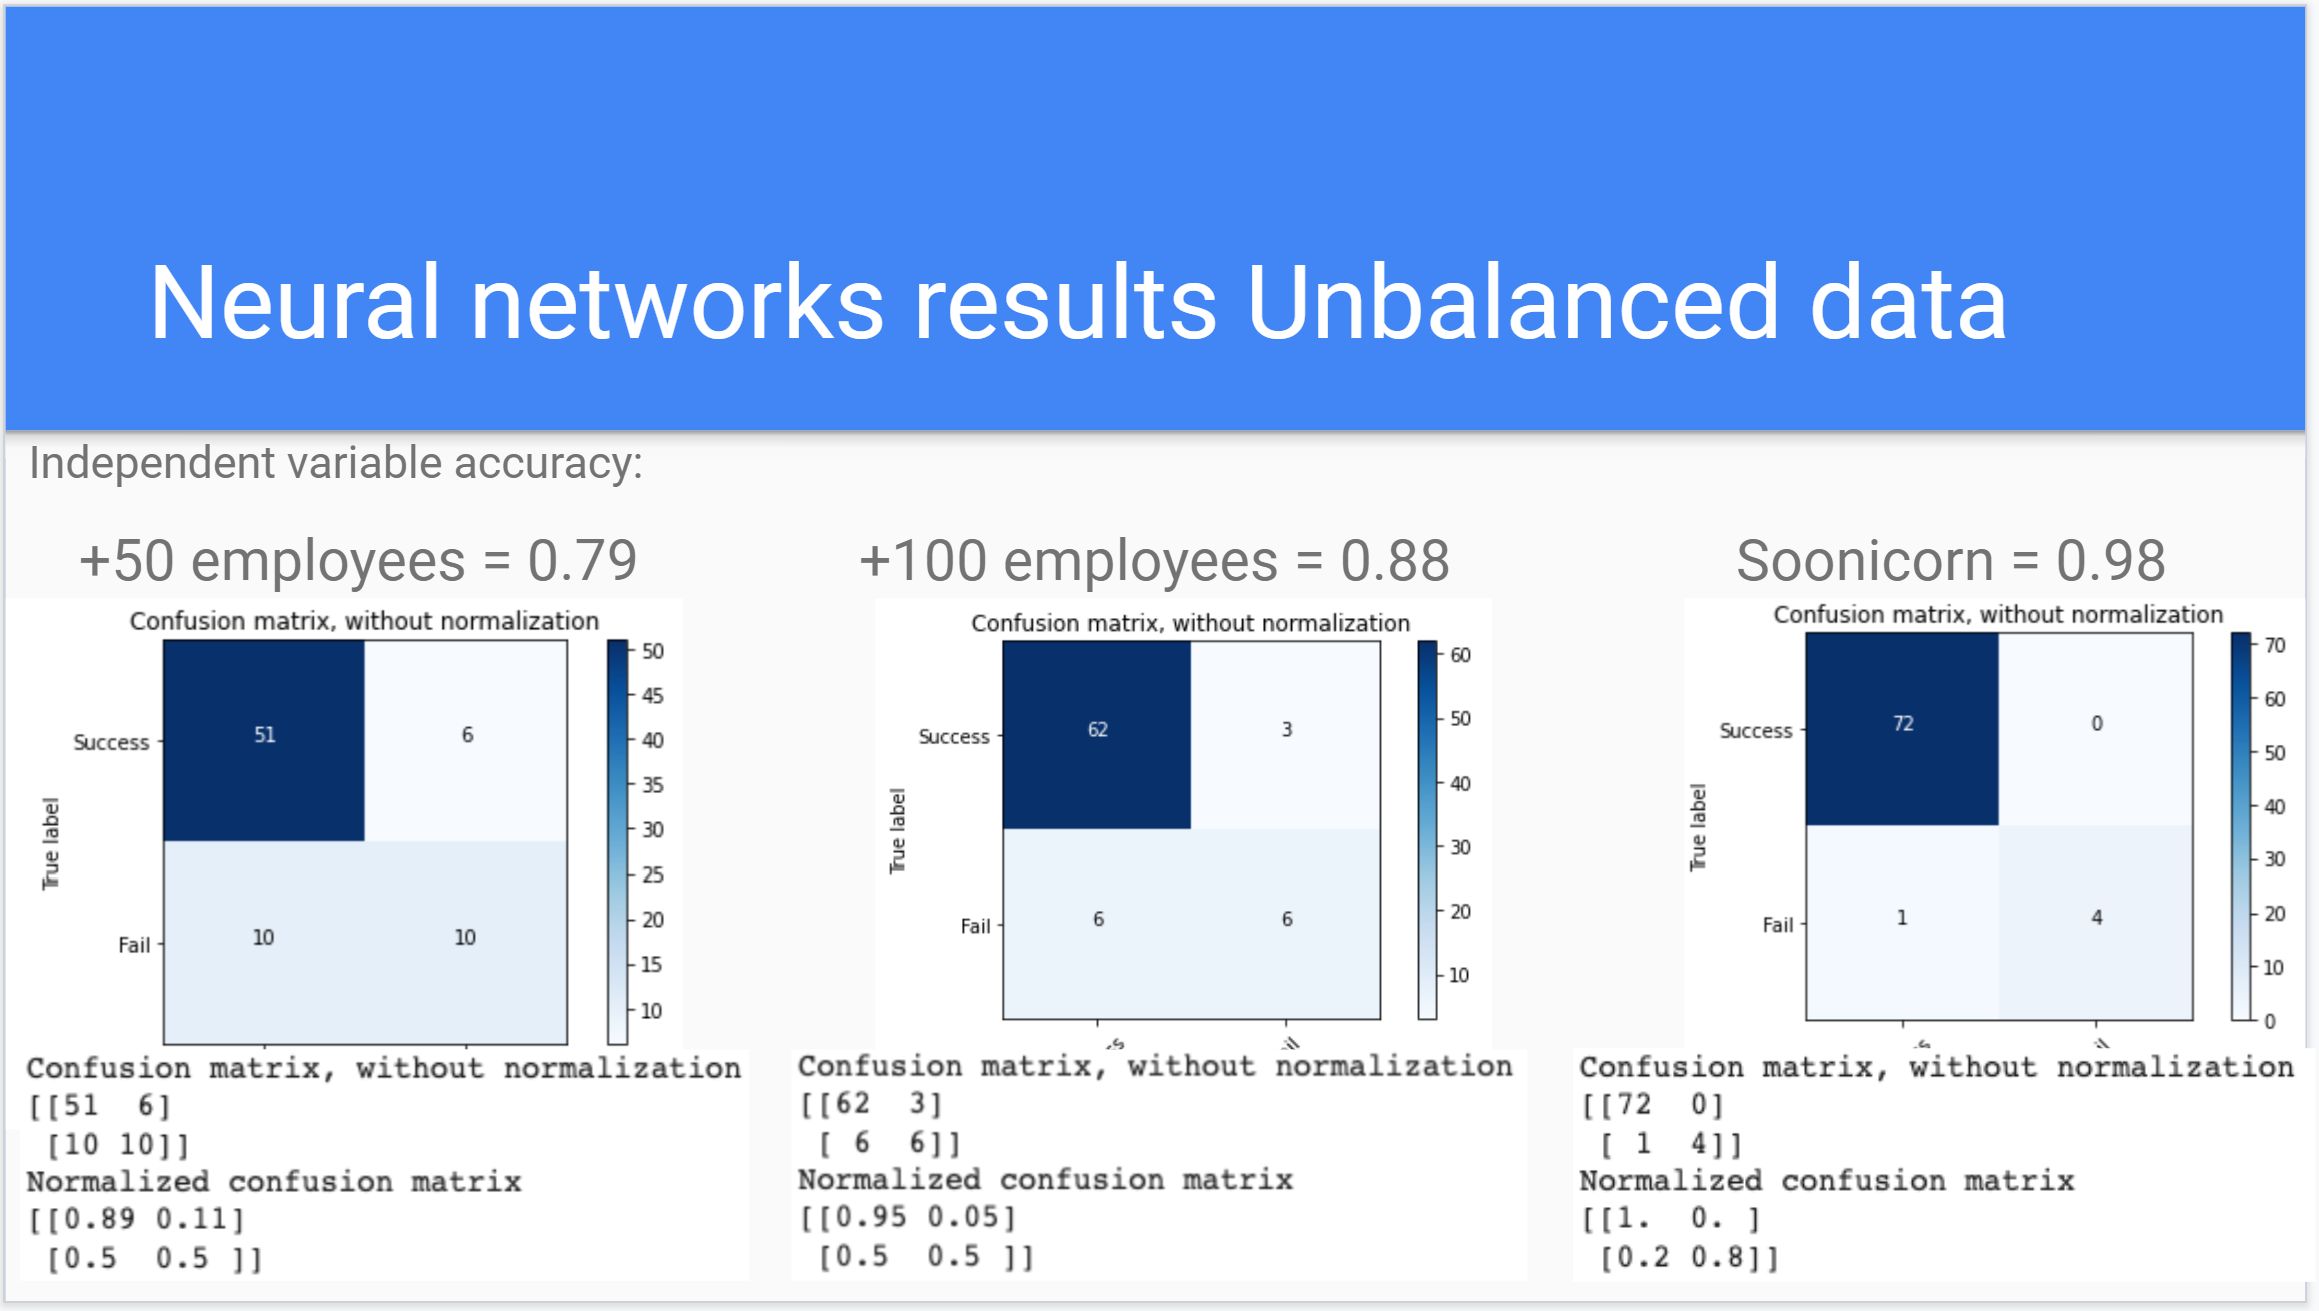 Neural networks results Unbalanced data
Independent variable accuracy:
+50 employees = 0.79
Confusion matrix, without normalization
50
45
40
35
30
25
20
15
10
Success
Fail
True label
51 6
10 10
Confusion matrix, without normalization
[[51 6]
[10 10]]
Normalized confusion matrix
[[0.89 0.11]
[0.5 0.5 ]]
+100 employees = 0.88
Confusion matrix, without normalization
60
50
40
30
20
10
Success
Fail
True label
62 3
6 6
Confusion matrix, without normalization
[[62 3]
[ 6 6]]
Normalized confusion matrix
[[0.95 0.05]
[0.5 0.5 ]]
Soonicorn = 0.98
Confusion matrix, without normalization
70
60
50
40
30
20
10
0
Success
Fail
True label
72 0
1 4
Confusion matrix, without normalization
[[72 0]
[ 1 4]]
Normalized confusion matrix
[[1. 0. ]
[0.2 0.8]]